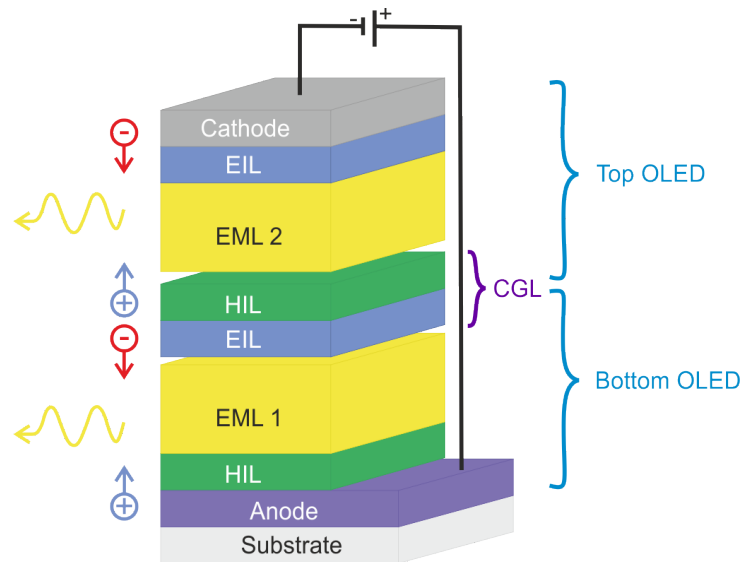 - +
Cathode
-
EIL
Top OLED
EML 2
CGL
HIL
+
EIL
-
Bottom OLED
EML 1
HIL
+
Anode
Substrate